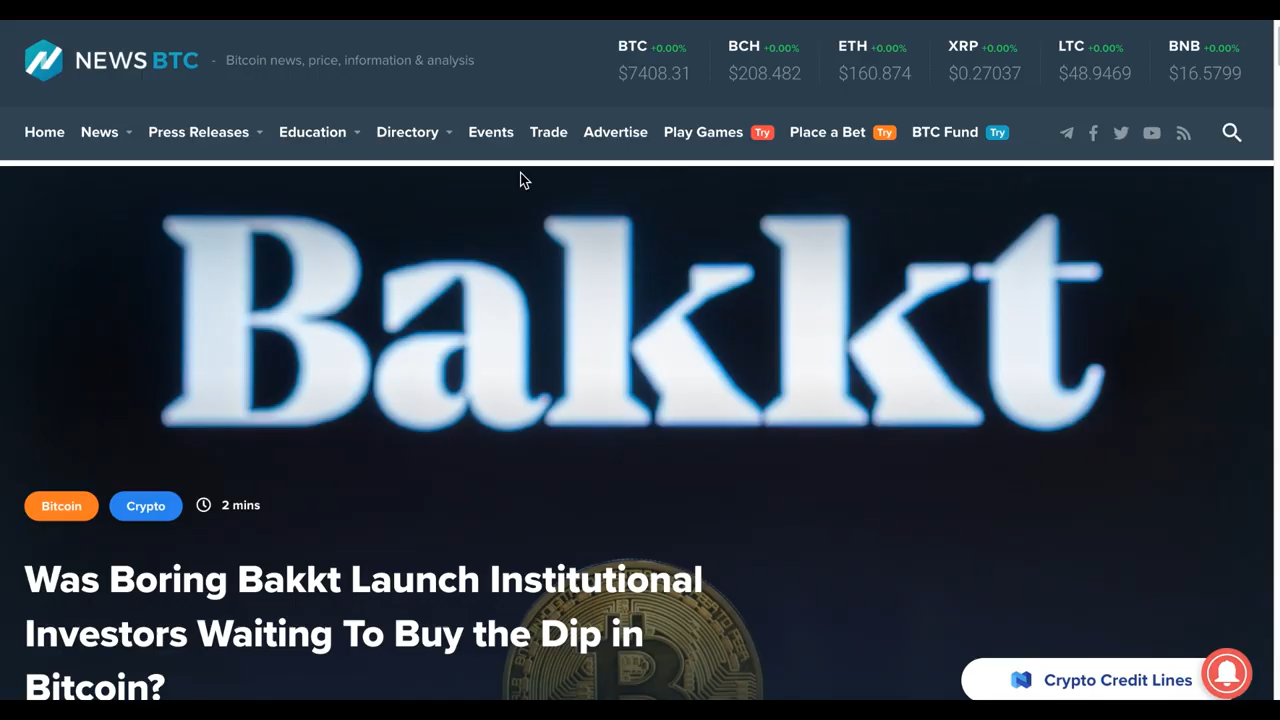 NEWS BTC - Bitcoin news, price, information & analysis
BTC +0.00% BCH +0.00% ETH +0.00% XRP +0.00% LTC +0.00% BNB +0.00%
$7408.31 $208.482 $160.874 $0.27037 $48.9469 $16.5799
Home News Press Releases Education Directory Events Trade Advertise Play Games Try Place a Bet Try BTC Fund Try
Bakkt
Bitcoin Crypto 2 mins
Was Boring Bakkt Launch Institutional
Investors Waiting To Buy the Dip in
Bitcoin?
Crypto Credit Lines